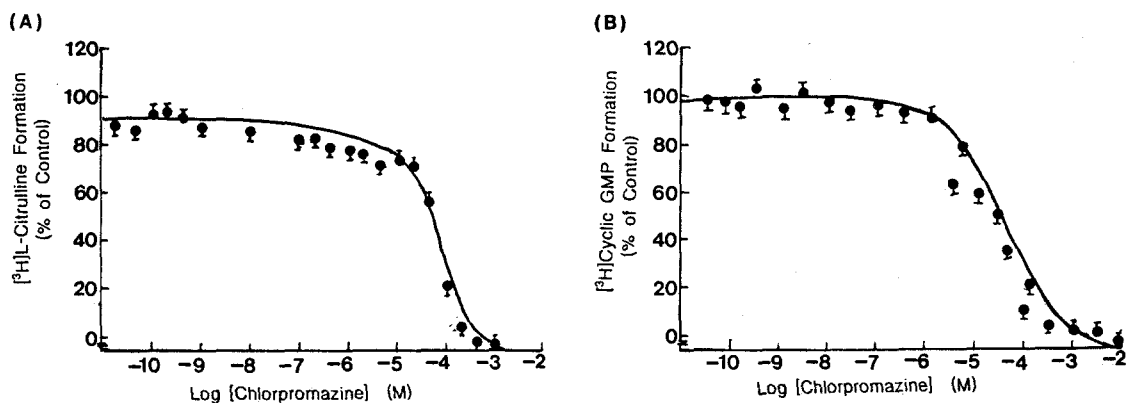 (A)
120
100
80
60
40
20
0
[³H]L-Citrulline Formation
(% of Control)
−10 −9 −8 −7 −6 −5 −4 −3 −2
Log [Chlorpromazine] (M)
(B)
120
100
80
60
40
20
0
[³H]Cyclic GMP Formation
(% of Control)
−10 −9 −8 −7 −6 −5 −4 −3 −2
Log [Chlorpromazine] (M)